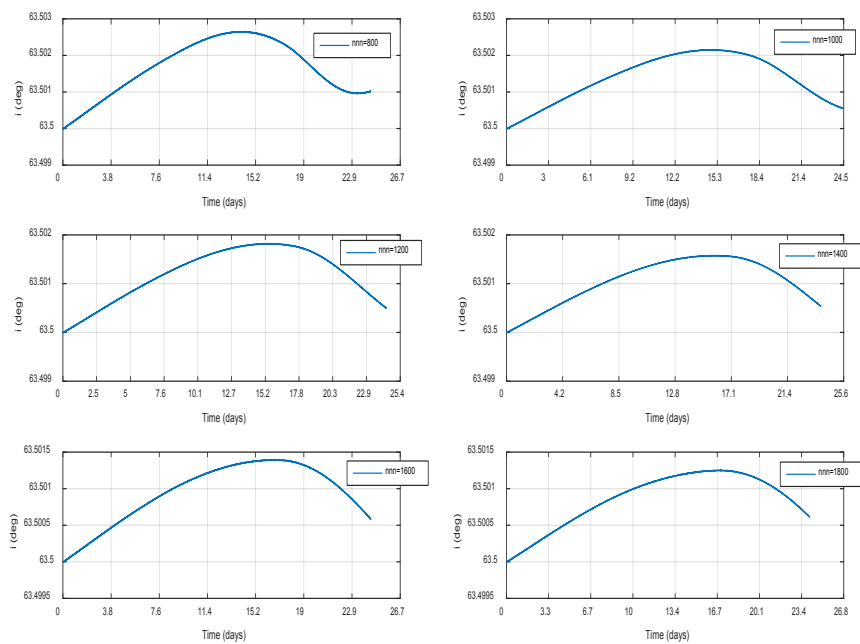 63.503
63.502
63.501
63.5
63.499
i (deg)
nnn=800
0 3.8 7.6 11.4 15.2 19 22.9 26.7
Time (days)
63.503
63.502
63.501
63.5
63.499
i (deg)
nnn=1000
0 3 6.1 9.2 12.2 15.3 18.4 21.4 24.5
Time (days)
63.502
63.501
63.5
63.499
i (deg)
nnn=1200
0 2.5 5 7.6 10.1 12.7 15.2 17.8 20.3 22.9 25.4
Time (days)
63.502
63.501
63.5
63.499
i (deg)
nnn=1400
0 4.2 8.5 12.8 17.1 21.4 25.6
Time (days)
63.5015
63.501
63.5005
63.5
63.4995
i (deg)
nnn=1600
0 3.8 7.6 11.4 15.2 19 22.9 26.7
Time (days)
63.5015
63.501
63.5005
63.5
63.4995
i (deg)
nnn=1800
0 3.3 6.7 10 13.4 16.7 20.1 23.4 26.8
Time (days)